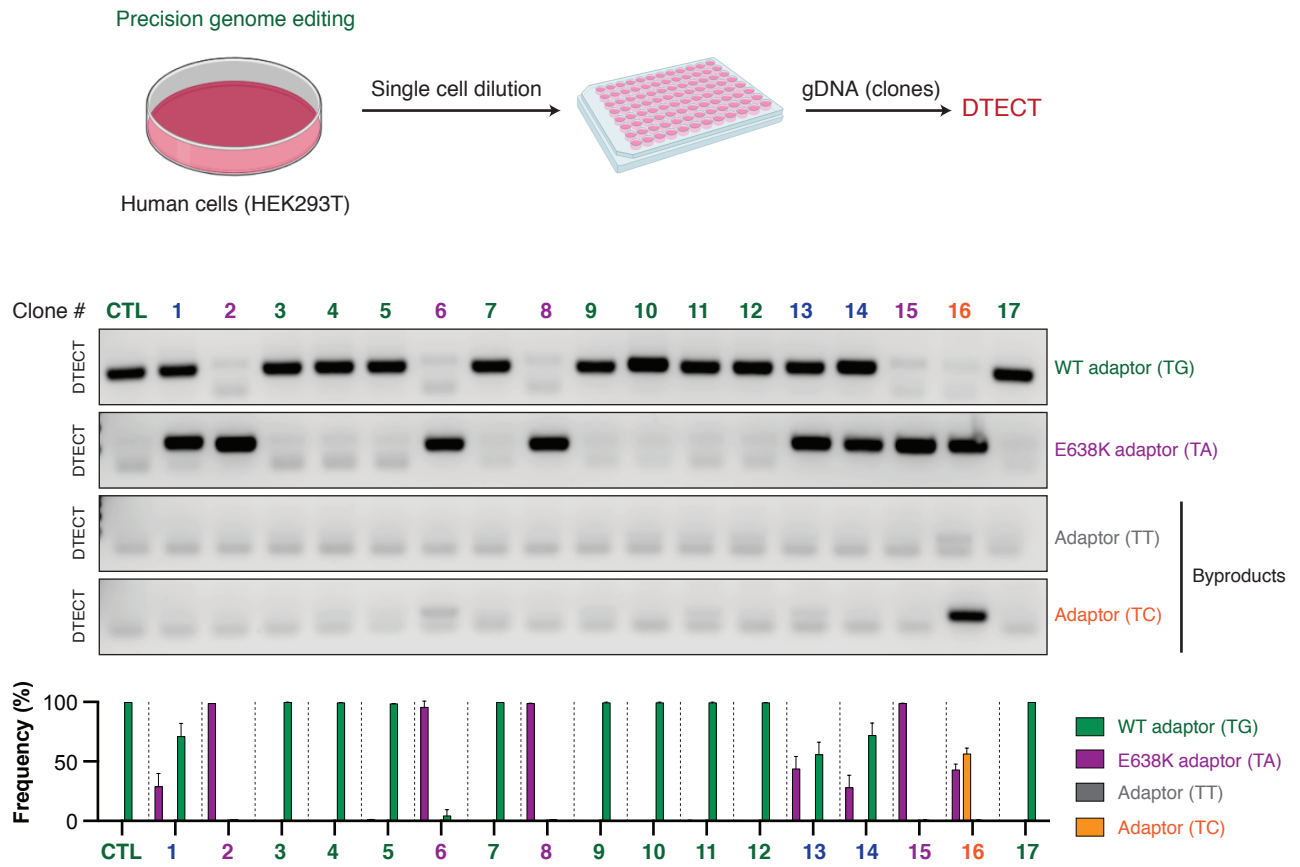 Precision genome editing
Single cell dilution
gDNA (clones)
DTECT
Human cells (HEK293T)
Clone # CTL 1 2 3 4 5 6 7 8 9 10 11 12 13 14 15 16 17
DTECT WT adaptor (TG)
DTECT E638K adaptor (TA)
DTECT Adaptor (TT)
Byproducts
DTECT Adaptor (TC)
Frequency (%)
100
50
0
WT adaptor (TG)
E638K adaptor (TA)
Adaptor (TT)
Adaptor (TC)
CTL 1 2 3 4 5 6 7 8 9 10 11 12 13 14 15 16 17